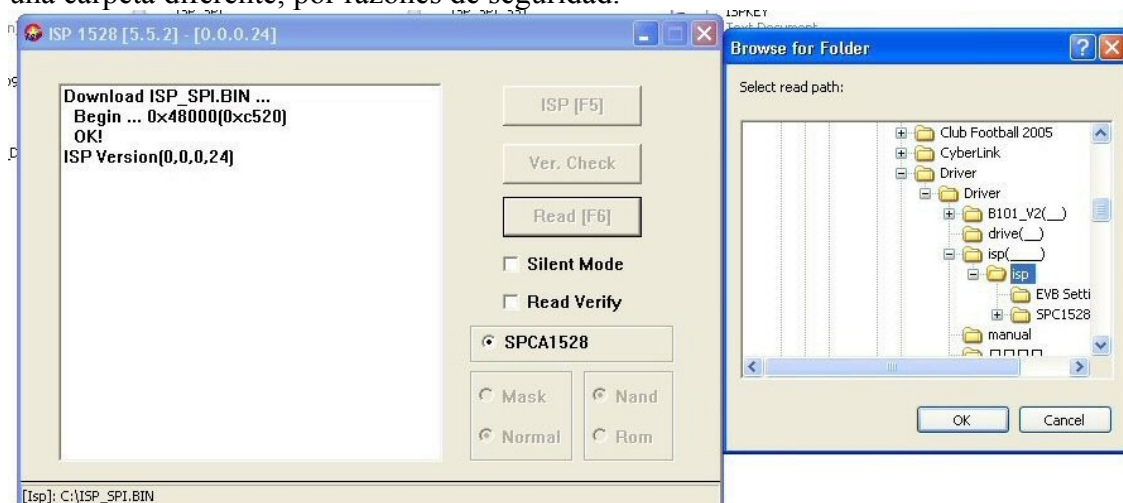 una carpeta diferente, por razones de seguridad.
ISPKEY
Text Document
ISP 1528 [5.5.2] - [0.0.0.24]
Download ISP_SPI.BIN ...
Begin ... 0x48000(0xc520)
OK!
ISP Version(0,0,0,24)
ISP [F5]
Ver. Check
Read [F6]
Silent Mode
Read Verify
SPCA1528
Mask
Normal
Nand
Rom
[Isp]: C:\ISP_SPI.BIN
Browse for Folder
Select read path:
Club Football 2005
CyberLink
Driver
Driver
B101_V2(__)
drive(__)
isp(____)
isp
EVB Setti
SPC1528
manual
OK
Cancel